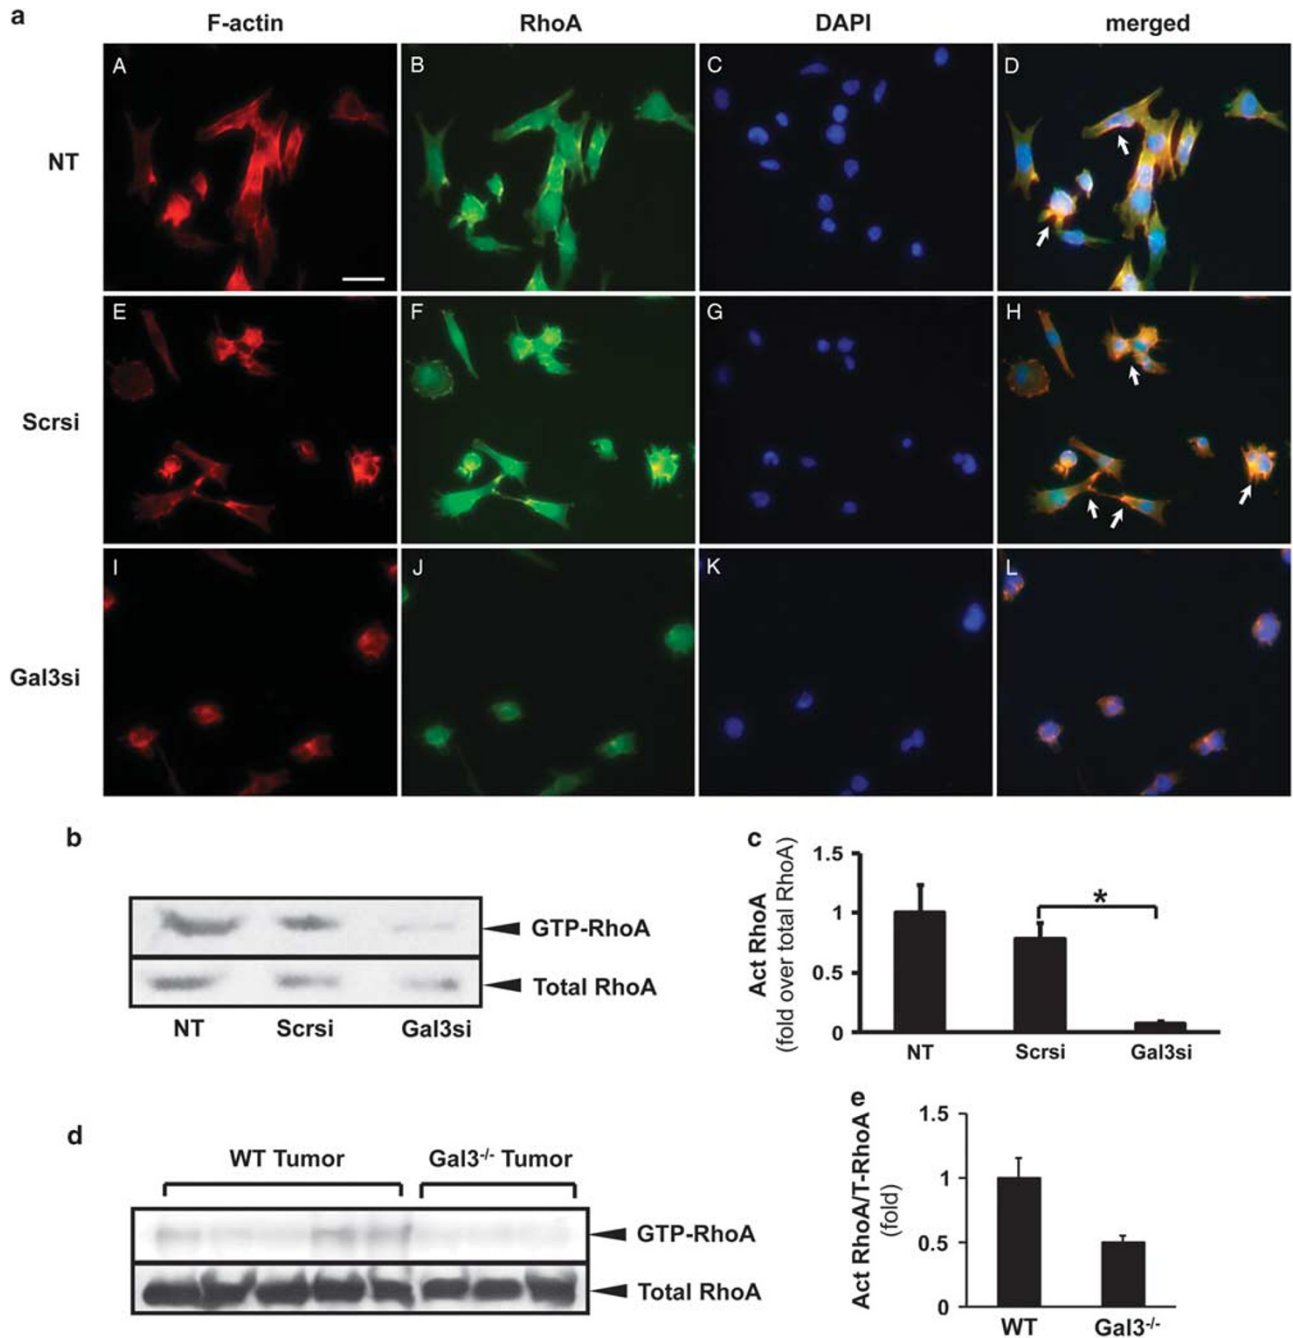 a
F-actin RhoA DAPI merged
NT
A B C D
Scrsi
E F G H
Gal3si
I J K L
b
GTP-RhoA
Total RhoA
NT Scrsi Gal3si
c
Act RhoA
(fold over total RhoA)
1.5
1
0.5
0
*
NT Scrsi Gal3si
d
WT Tumor Gal3-/- Tumor
GTP-RhoA
Total RhoA
e
Act RhoA/T-RhoA
(fold)
1.5
1
0.5
0
WT Gal3-/-